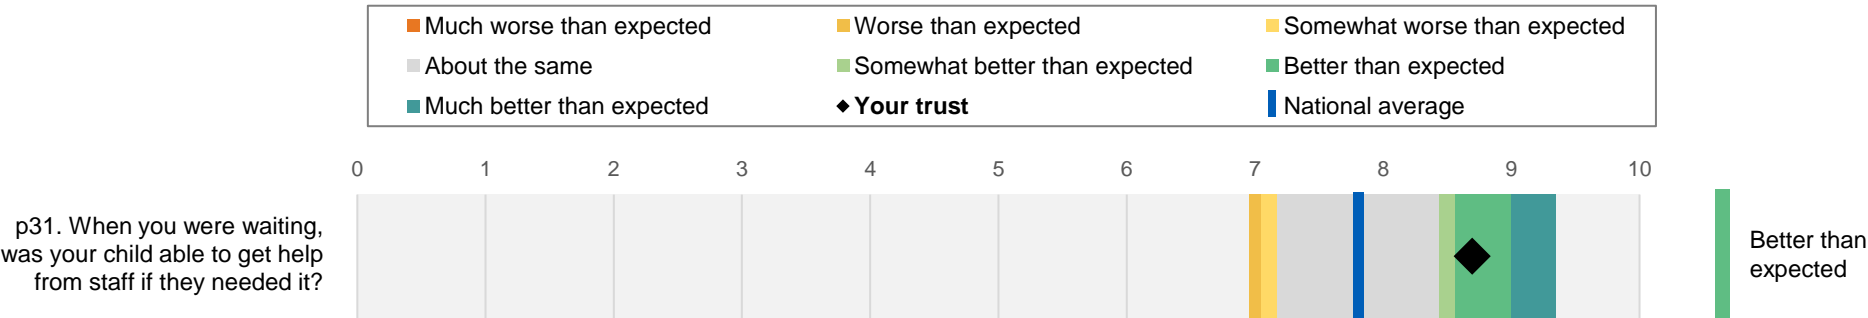 Much worse than expected
Worse than expected
Somewhat worse than expected
About the same
Somewhat better than expected
Better than expected
Much better than expected
Your trust
National average
0 1 2 3 4 5 6 7 8 9 10
p31. When you were waiting,
was your child able to get help
from staff if they needed it?
Better than
expected